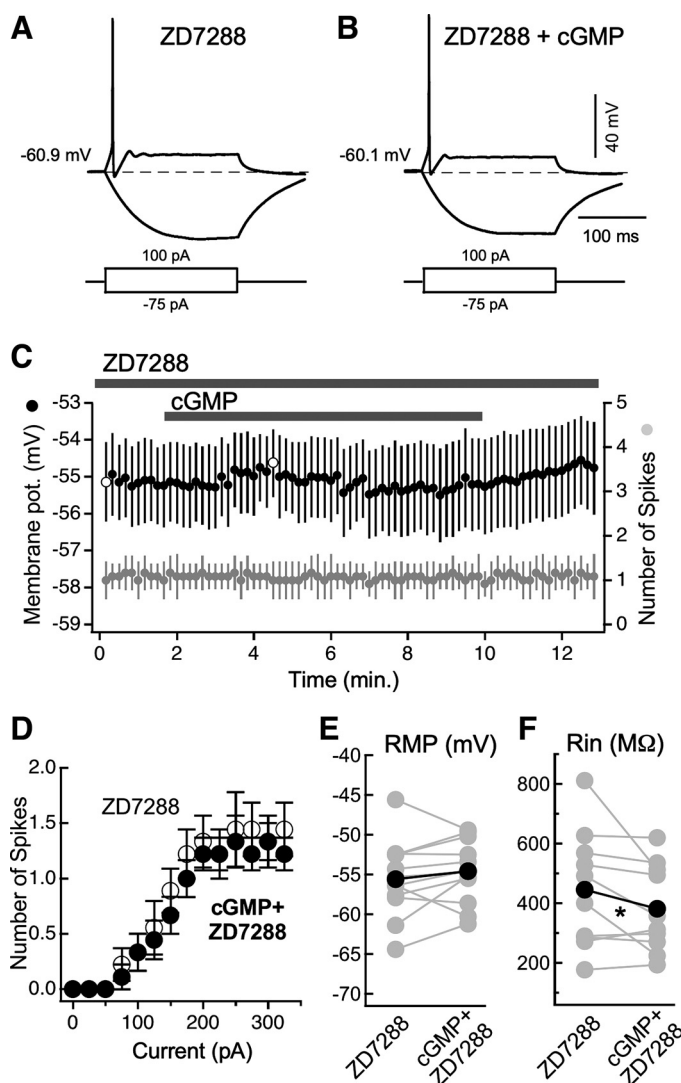 A
ZD7288
-60.9 mV
100 pA
-75 pA
B
ZD7288 + cGMP
40 mV
-60.1 mV
100 ms
100 pA
-75 pA
C
ZD7288
cGMP
Membrane pot. (mV)
-53
-54
-55
-56
-57
-58
-59
5
4
3
2
1
0
Number of Spikes
0
2
4
6
8
10
12
Time (min.)
D
Number of Spikes
2.0
1.5
1.0
0.5
0.0
ZD7288
cGMP+
ZD7288
0
100
200
300
Current (pA)
E
RMP (mV)
-40
-45
-50
-55
-60
-65
-70
ZD7288
cGMP+
ZD7288
F
Rin (MΩ)
800
600
400
200
*
ZD7288
cGMP+
ZD7288